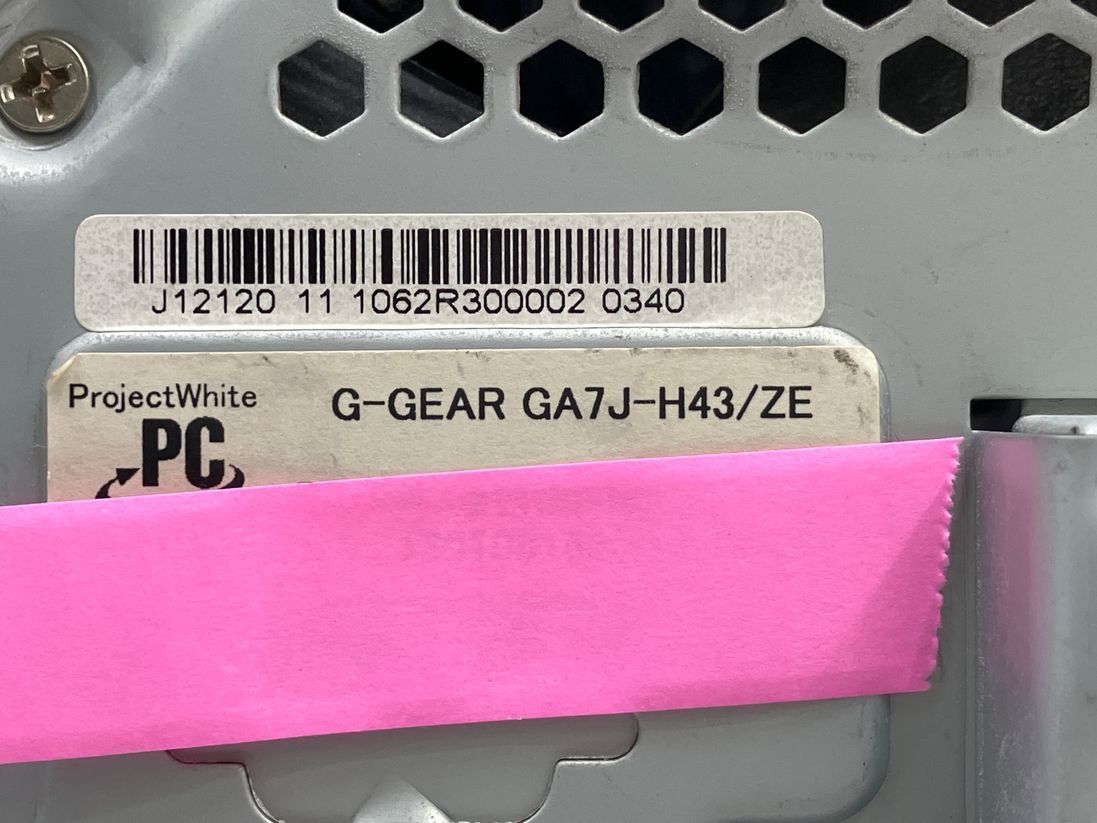 J12120 11 1062R300002 0340
ProjectWhite
G-GEAR GA7J-H43/ZE
PC